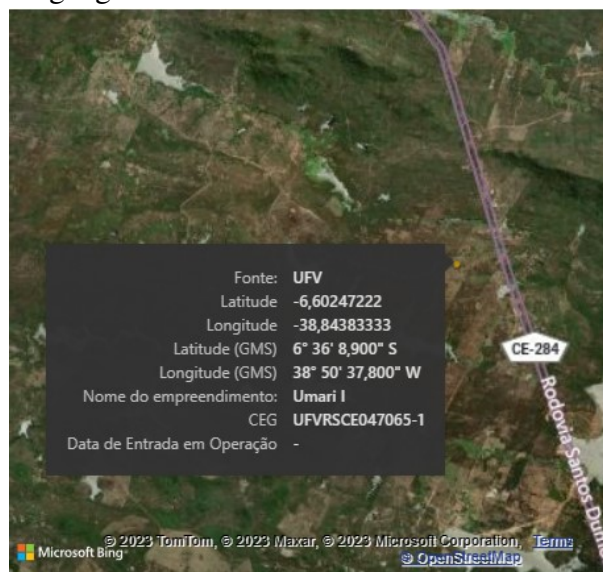 Fonte: UFV
Latitude -6,60247222
Longitude -38,84383333
Latitude (GMS) 6° 36' 8,900" S
Longitude (GMS) 38° 50' 37,800" W
Nome do empreendimento: Umari I
CEG UFVRSCE047065-1
Data de Entrada em Operação -
CE-284
Rodovia Santos Dumo
Microsoft Bing
© 2023 TomTom, © 2023 Maxar, © 2023 Microsoft Corporation, Terms
© OpenStreetMap